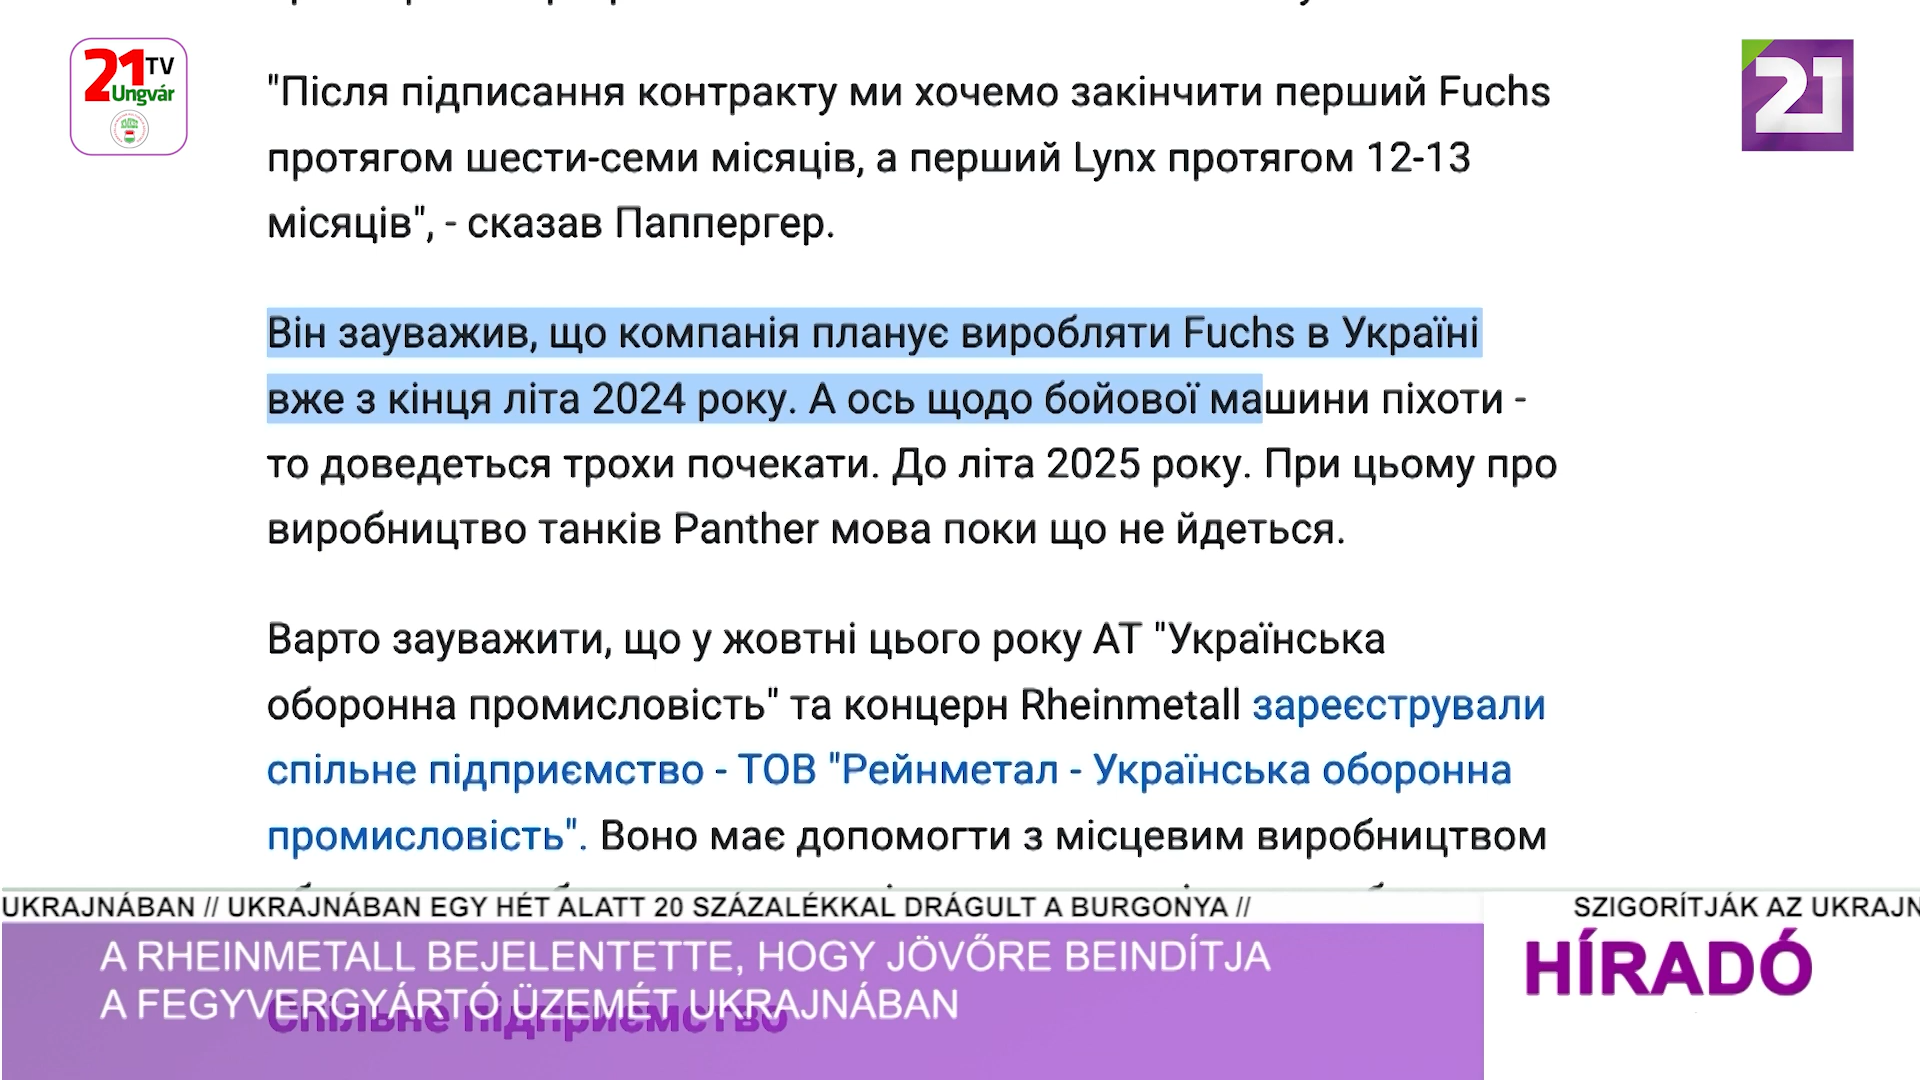 21 TV
Ungvár
21
"Після підписання контракту ми хочемо закінчити перший Fuchs
протягом шести-семи місяців, а перший Lynx протягом 12-13
місяців", - сказав Паппергер.
Він зауважив, що компанія планує виробляти Fuchs в Україні
вже з кінця літа 2024 року. А ось щодо бойової машини піхоти -
то доведеться трохи почекати. До літа 2025 року. При цьому про
виробництво танків Panther мова поки що не йдеться.
Варто зауважити, що у жовтні цього року АТ "Українська
оборонна промисловість" та концерн Rheinmetall зареєстрували
спільне підприємство - ТОВ "Рейнметал - Українська оборонна
промисловість". Воно має допомогти з місцевим виробництвом
UKRAJNÁBAN // UKRAJNÁBAN EGY HÉT ALATT 20 SZÁZALÉKKAL DRÁGULT A BURGONYA //
SZIGORÍTJÁK AZ UKRAJN
A RHEINMETALL BEJELENTETTE, HOGY JÖVŐRE BEINDÍTJA
A FEGYVERGYÁRTÓ ÜZEMÉT UKRAJNÁBAN
Спільне підприємство
HÍRADÓ